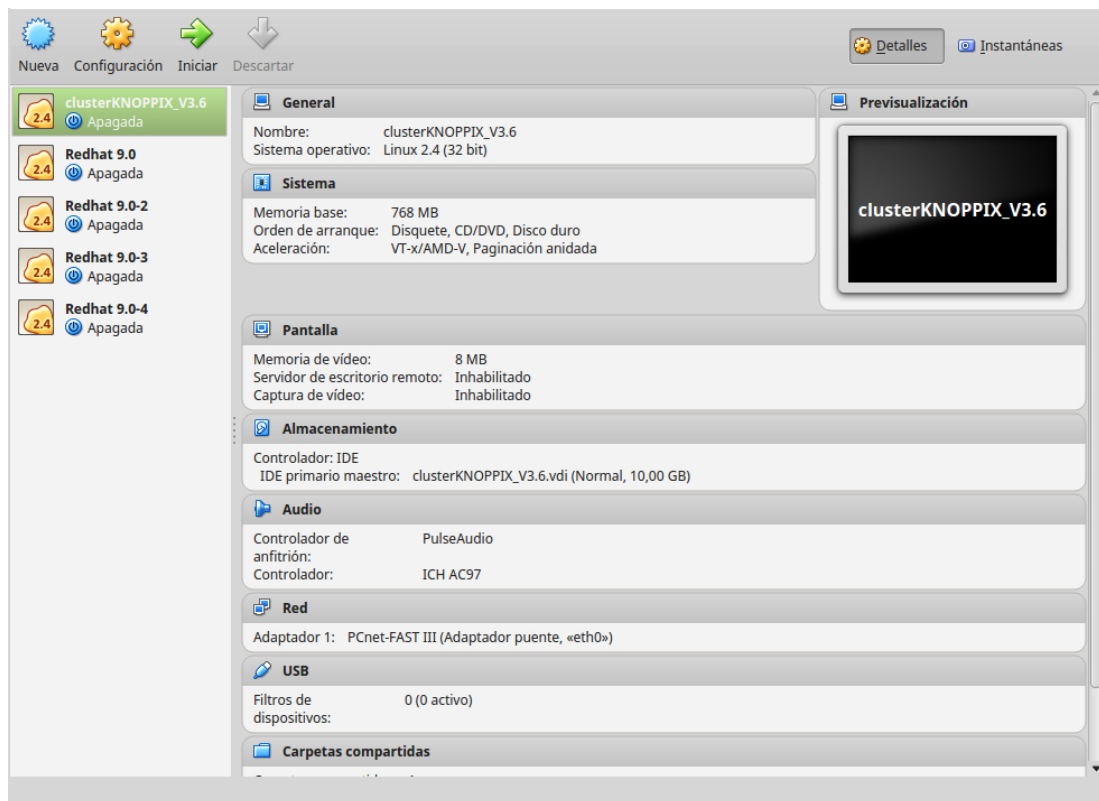 Nueva Configuración Iniciar Descartar
Detalles Instantáneas
clusterKNOPPIX_V3.6
2.4 Apagada
Redhat 9.0
2.4 Apagada
Redhat 9.0-2
2.4 Apagada
Redhat 9.0-3
2.4 Apagada
Redhat 9.0-4
2.4 Apagada
General
Nombre: clusterKNOPPIX_V3.6
Sistema operativo: Linux 2.4 (32 bit)
Sistema
Memoria base: 768 MB
Orden de arranque: Disquete, CD/DVD, Disco duro
Aceleración: VT-x/AMD-V, Paginación anidada
Previsualización
clusterKNOPPIX_V3.6
Pantalla
Memoria de vídeo: 8 MB
Servidor de escritorio remoto: Inhabilitado
Captura de vídeo: Inhabilitado
Almacenamiento
Controlador: IDE
IDE primario maestro: clusterKNOPPIX_V3.6.vdi (Normal, 10,00 GB)
Audio
Controlador de PulseAudio
anfitrión:
Controlador: ICH AC97
Red
Adaptador 1: PCnet-FAST III (Adaptador puente, «eth0»)
USB
Filtros de 0 (0 activo)
dispositivos:
Carpetas compartidas